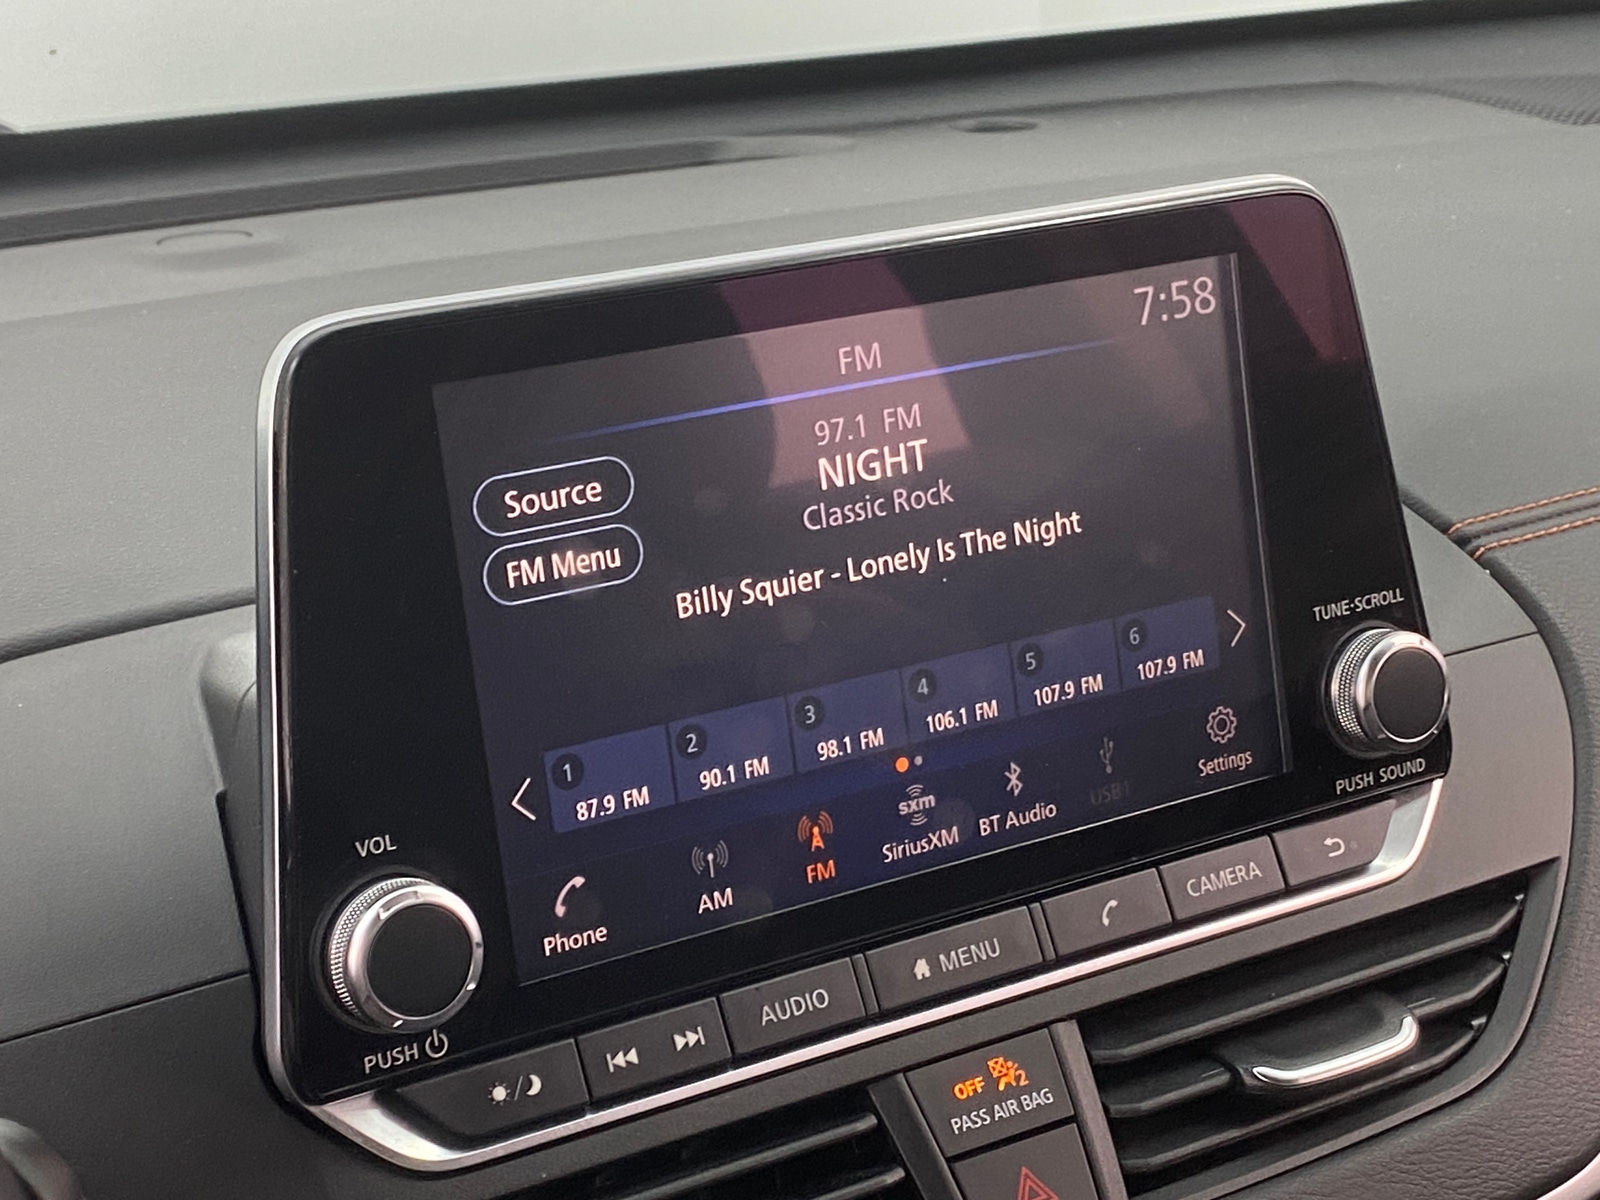 7:58
FM
97.1 FM
NIGHT
Classic Rock
Billy Squier - Lonely Is The Night
Source
FM Menu
1
87.9 FM
2
90.1 FM
3
98.1 FM
4
106.1 FM
5
107.9 FM
6
107.9 FM
Phone
AM
FM
sxm
SiriusXM
BT Audio
USB1
Settings
VOL
PUSH
TUNE·SCROLL
PUSH SOUND
AUDIO
MENU
CAMERA
OFF 2
PASS AIR BAG